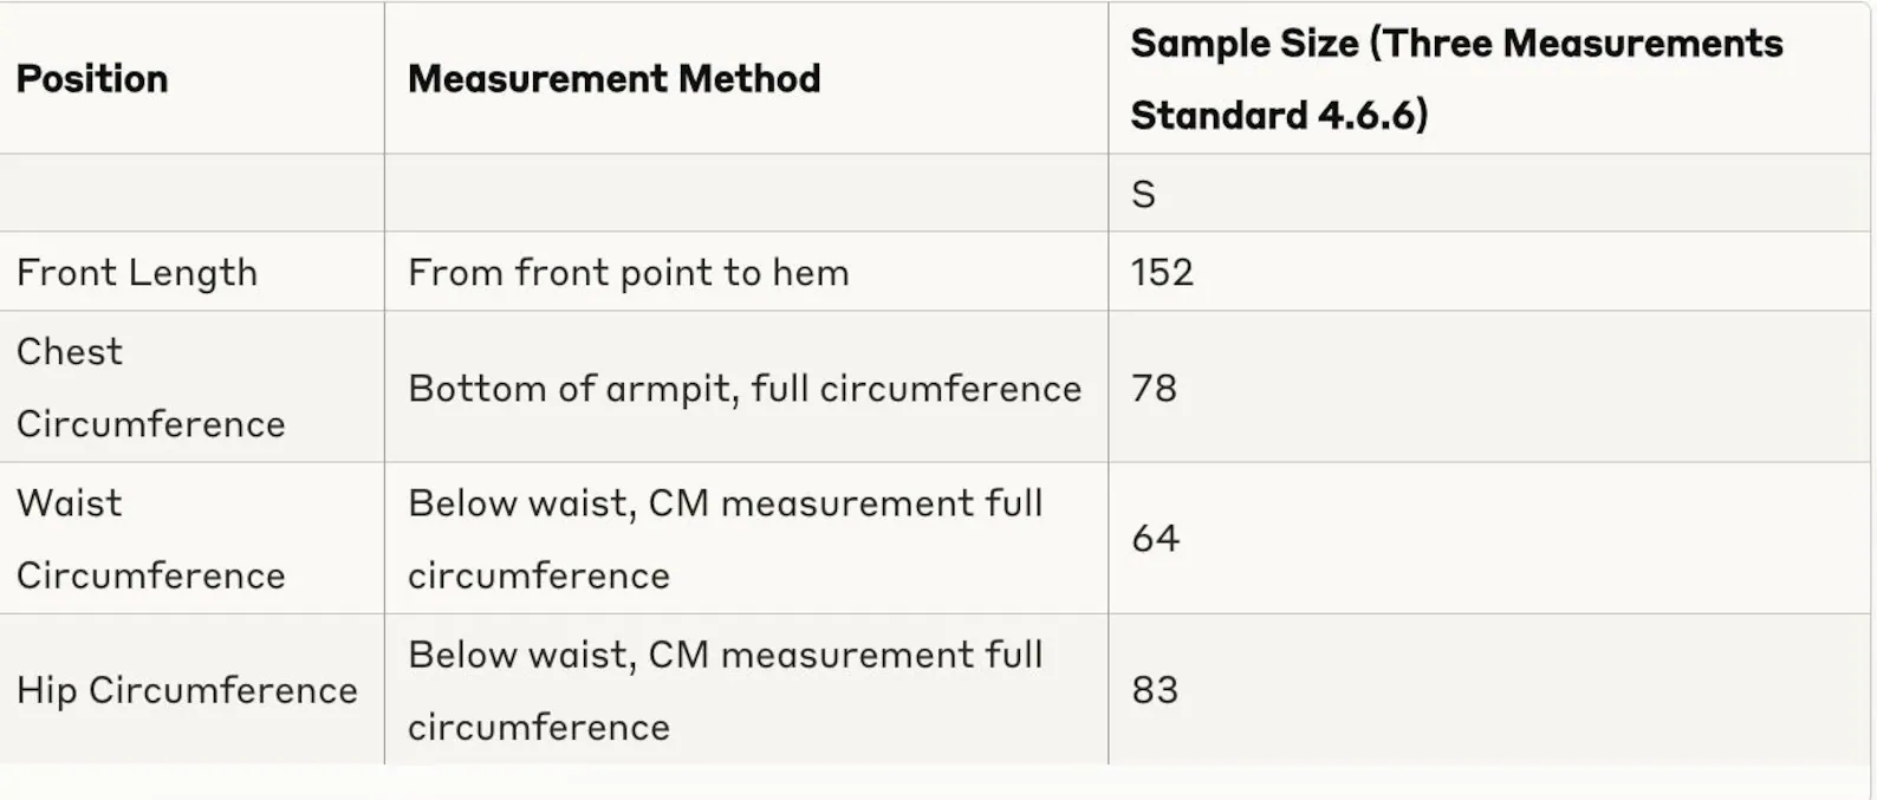 Position
Measurement Method
Sample Size (Three Measurements
Standard 4.6.6)
S
Front Length
From front point to hem
152
Chest
Circumference
Bottom of armpit, full circumference
78
Waist
Circumference
Below waist, CM measurement full
circumference
64
Hip Circumference
Below waist, CM measurement full
circumference
83